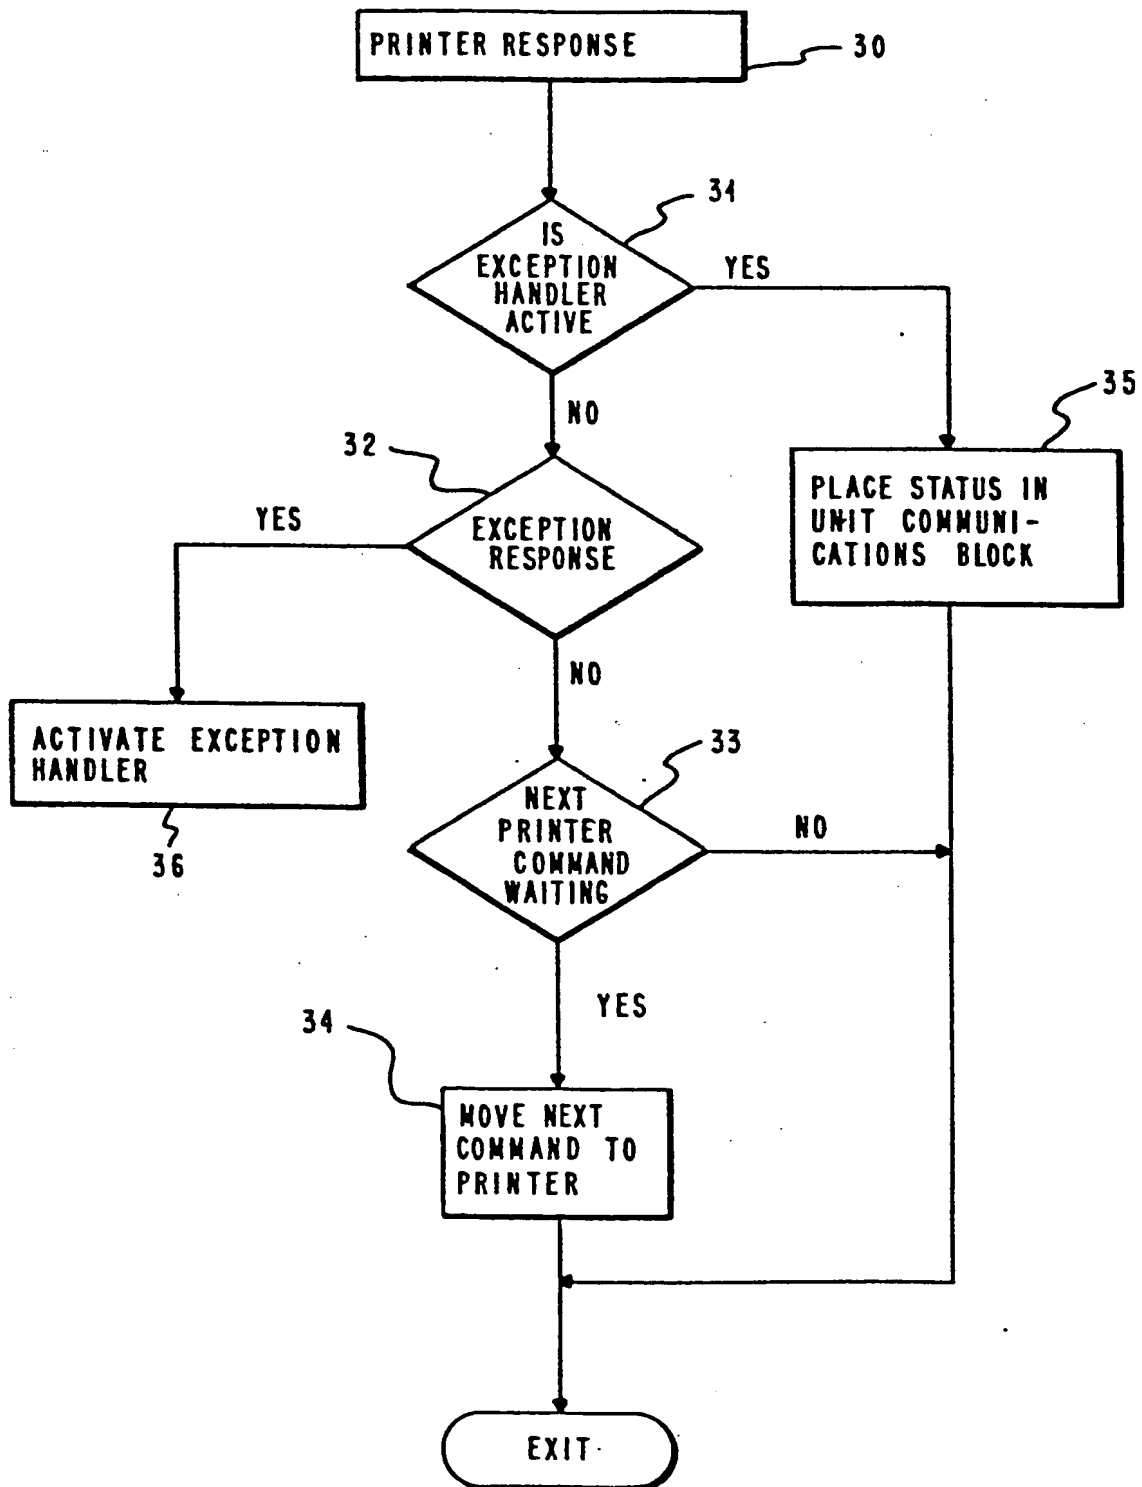 PRINTER RESPONSE
30
31
IS
EXCEPTION
HANDLER
ACTIVE
YES
NO
35
PLACE STATUS IN
UNIT COMMUNI-
CATIONS BLOCK
32
EXCEPTION
RESPONSE
YES
NO
ACTIVATE EXCEPTION
HANDLER
36
33
NEXT
PRINTER
COMMAND
WAITING
NO
YES
34
MOVE NEXT
COMMAND TO
PRINTER
EXIT